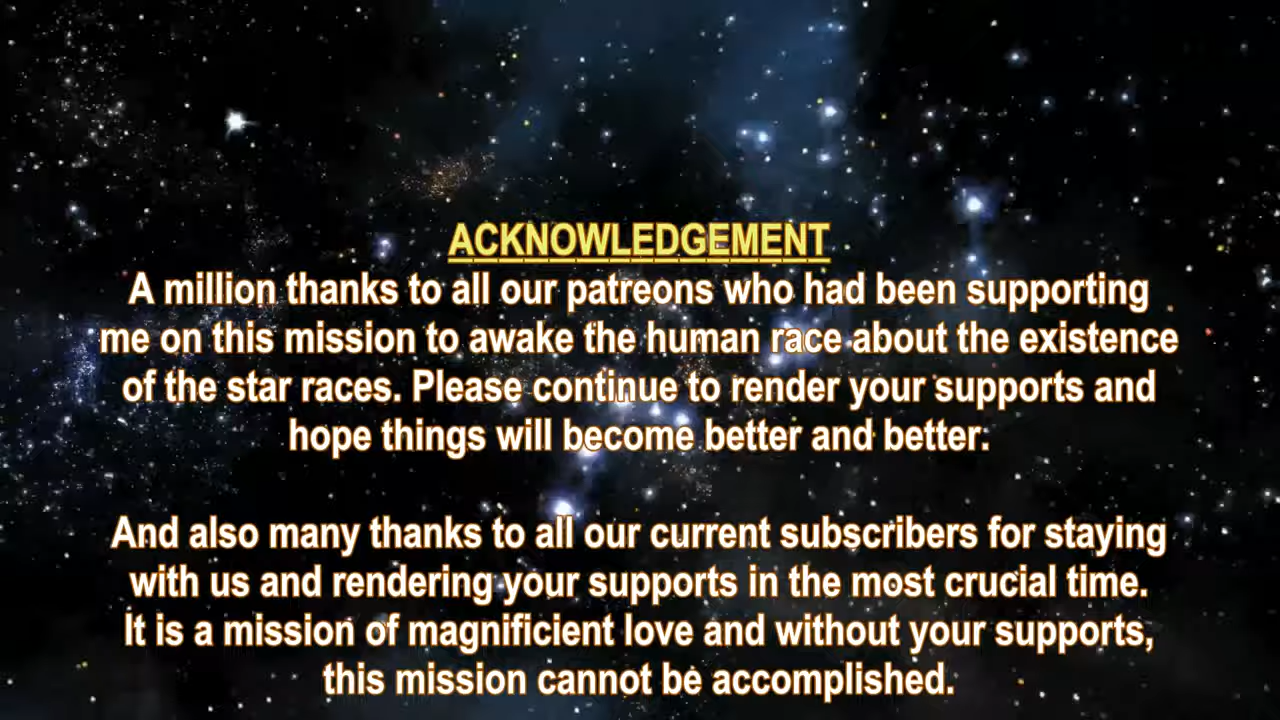 ACKNOWLEDGEMENT
A million thanks to all our patreons who had been supporting
me on this mission to awake the human race about the existence
of the star races. Please continue to render your supports and
hope things will become better and better.
And also many thanks to all our current subscribers for staying
with us and rendering your supports in the most crucial time.
It is a mission of magnificient love and without your supports,
this mission cannot be accomplished.